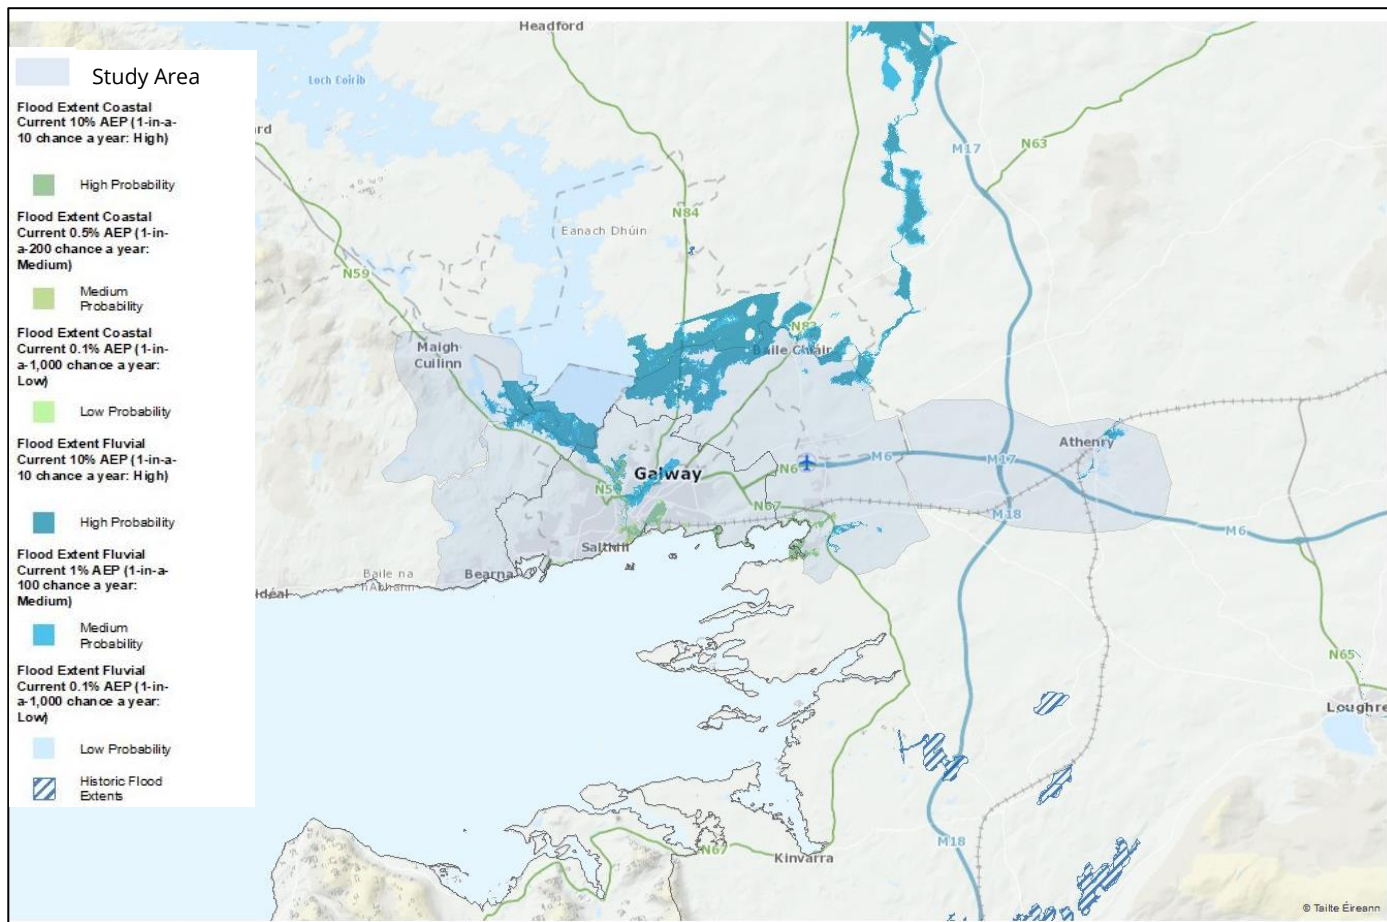 Study Area
Flood Extent Coastal
Current 10% AEP (1-in-a-
10 chance a year: High)
High Probability
Flood Extent Coastal
Current 0.5% AEP (1-in-
a-200 chance a year:
Medium)
Medium
Probability
Flood Extent Coastal
Current 0.1% AEP (1-in-
a-1,000 chance a year:
Low)
Low Probability
Flood Extent Fluvial
Current 10% AEP (1-in-a-
10 chance a year: High)
High Probability
Flood Extent Fluvial
Current 1% AEP (1-in-a-
100 chance a year:
Medium)
Medium
Probability
Flood Extent Fluvial
Current 0.1% AEP (1-in-
a-1,000 chance a year:
Low)
Low Probability
Historic Flood
Extents
Headford
Loch Coirib
ard
M17
N63
N84
Eanach Dhúin
N59
N83
Maigh
Cuilinn
Baile Chláir
Athenry
Galway
N6
M6
M17
N67
M18
M6
Salthill
Bearna
Baile na
hAbhann
idéal
N65
Loughre
M18
N67
Kinvarra
© Tailte Éireann